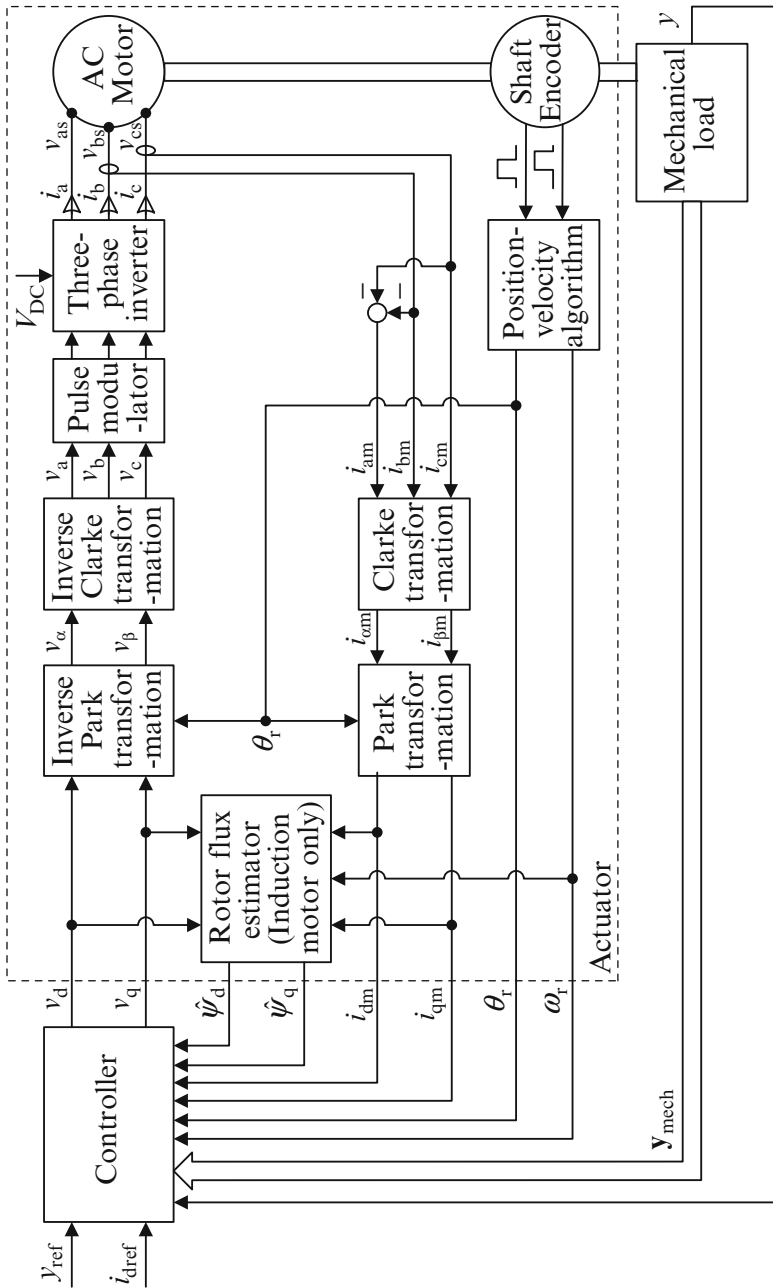 y_ref
i_dref
Controller
v_d
v_q
ψ̂_d
ψ̂_q
i_dm
i_qm
θ_r
ω_r
y_mech
Actuator
Rotor flux
estimator
(Induction
motor only)
Inverse
Park
transfor
-mation
θ_r
Park
transfor
-mation
v_α
v_β
i_αm
i_βm
Inverse
Clarke
transfor
-mation
Clarke
transfor
-mation
v_a
v_b
v_c
i_am
i_bm
i_cm
Pulse
modu
-lator
V_DC
Three-
phase
inverter
–
–
Position-
velocity
algorithm
i_a
i_b
i_c
v_as
v_bs
v_cs
AC
Motor
Shaft
Encoder
Mechanical
load
y